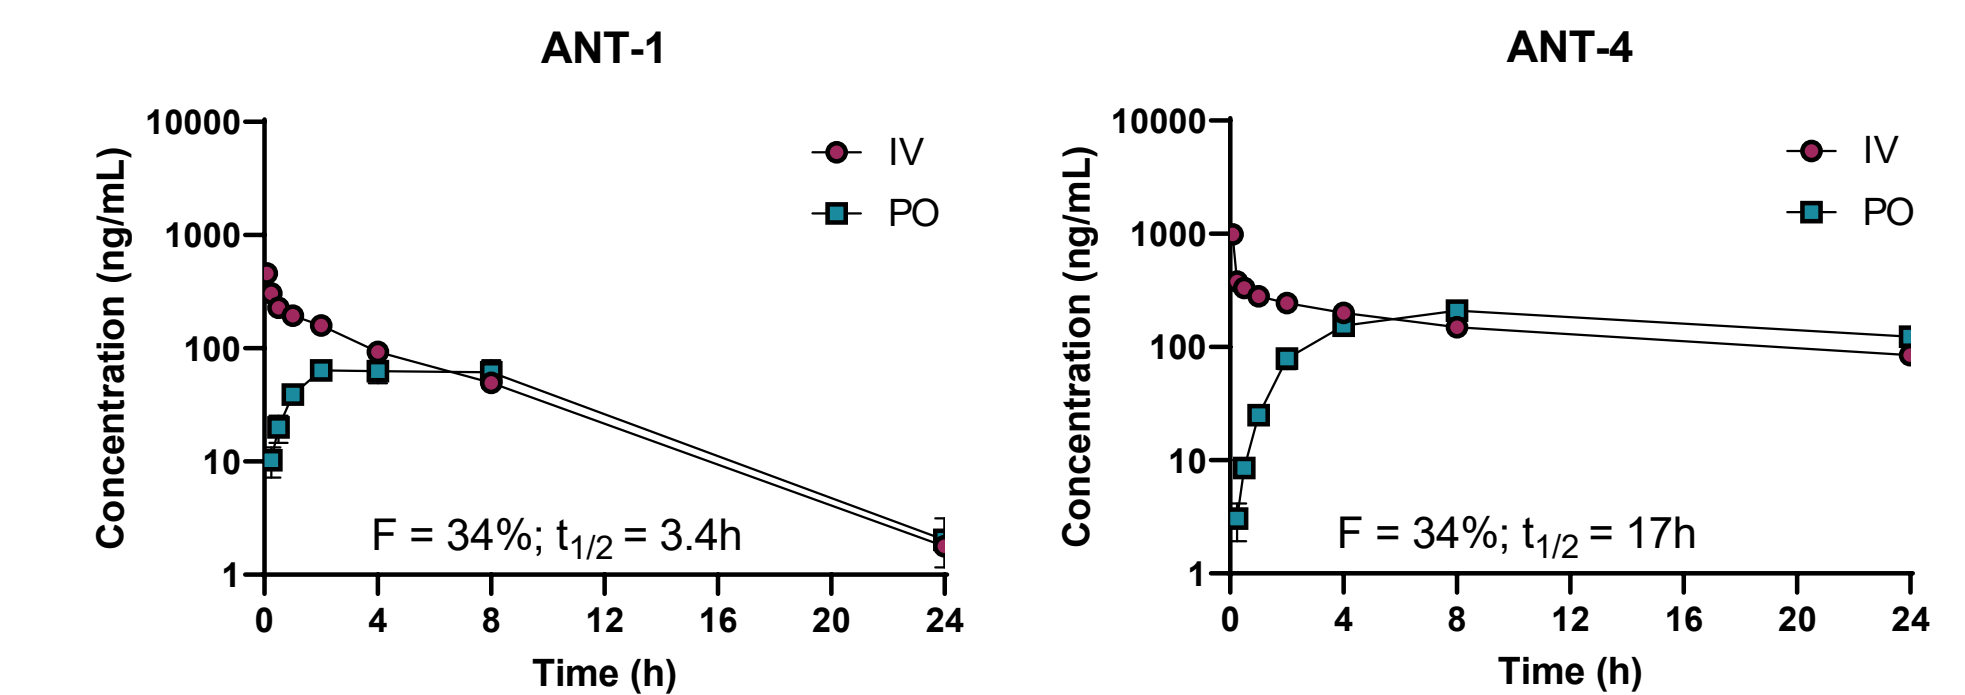 ANT-1
10000
1000
100
10
1
Concentration (ng/mL)
IV
PO
F = 34%; t1/2 = 3.4h
0 4 8 12 16 20 24
Time (h)
ANT-4
10000
1000
100
10
1
Concentration (ng/mL)
IV
PO
F = 34%; t1/2 = 17h
0 4 8 12 16 20 24
Time (h)